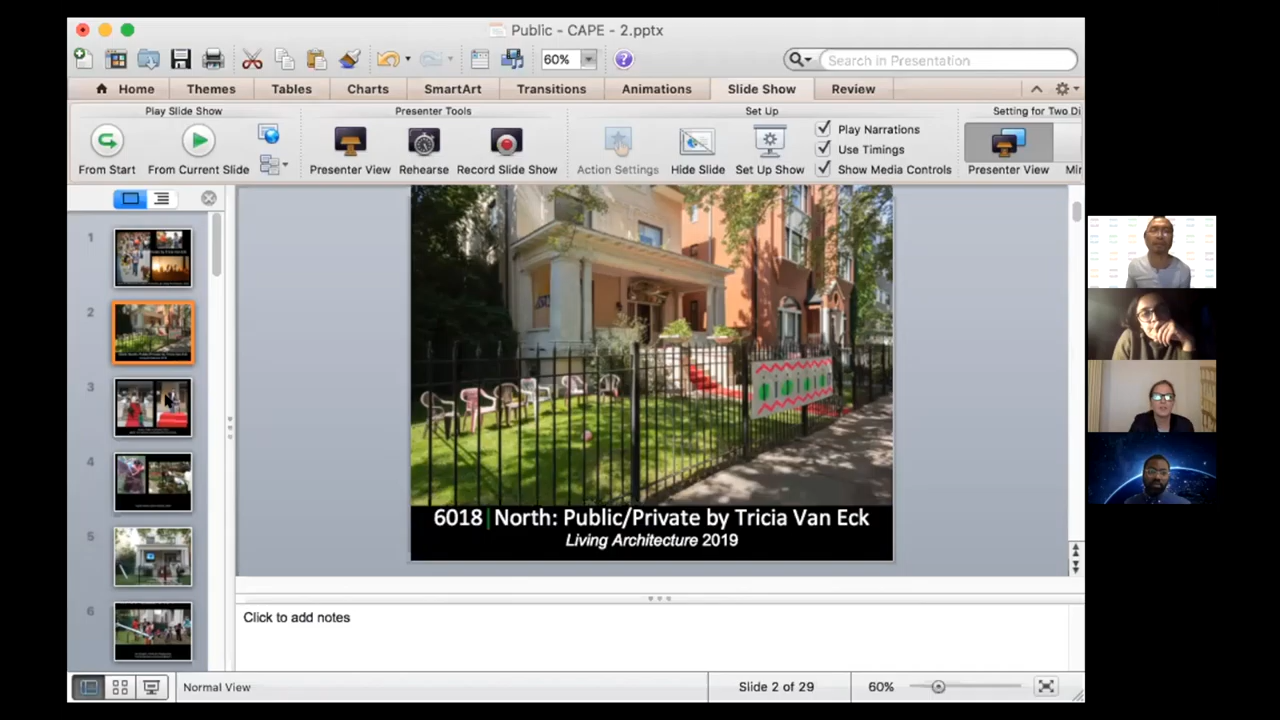 Public - CAPE - 2.pptx
60%
Search in Presentation
Home
Themes
Tables
Charts
SmartArt
Transitions
Animations
Slide Show
Review
Play Slide Show
Presenter Tools
Set Up
Setting for Two Di
From Start
From Current Slide
Presenter View
Rehearse
Record Slide Show
Action Settings
Hide Slide
Set Up Show
Play Narrations
Use Timings
Show Media Controls
Presenter View
Mir
1
2
3
4
5
6
6018|North: Public/Private by Tricia Van Eck
Living Architecture 2019
Click to add notes
Normal View
Slide 2 of 29
60%